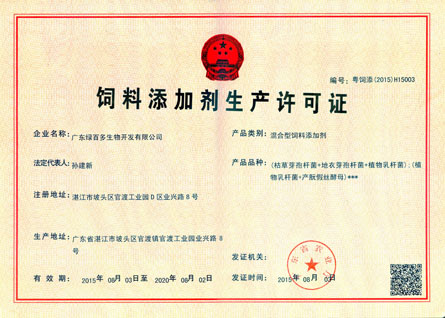 编号：粤饲添(2015)H15003
饲料添加剂生产许可证
企业名称：广东绿百多生物开发有限公司
法定代表人：孙建新
注册地址：湛江市坡头区官渡工业园D区业兴路8号
生产地址：广东省湛江市坡头区官渡镇官渡工业园业兴路8
号
有效期：2015年08月03日至2020年08月02日
产品类别：混合型饲料添加剂
产品品种：(枯草芽孢杆菌+地衣芽孢杆菌+植物乳杆菌)；(植
物乳杆菌+产朊假丝酵母)***
发证机关：
发证时间：2015年08月03日